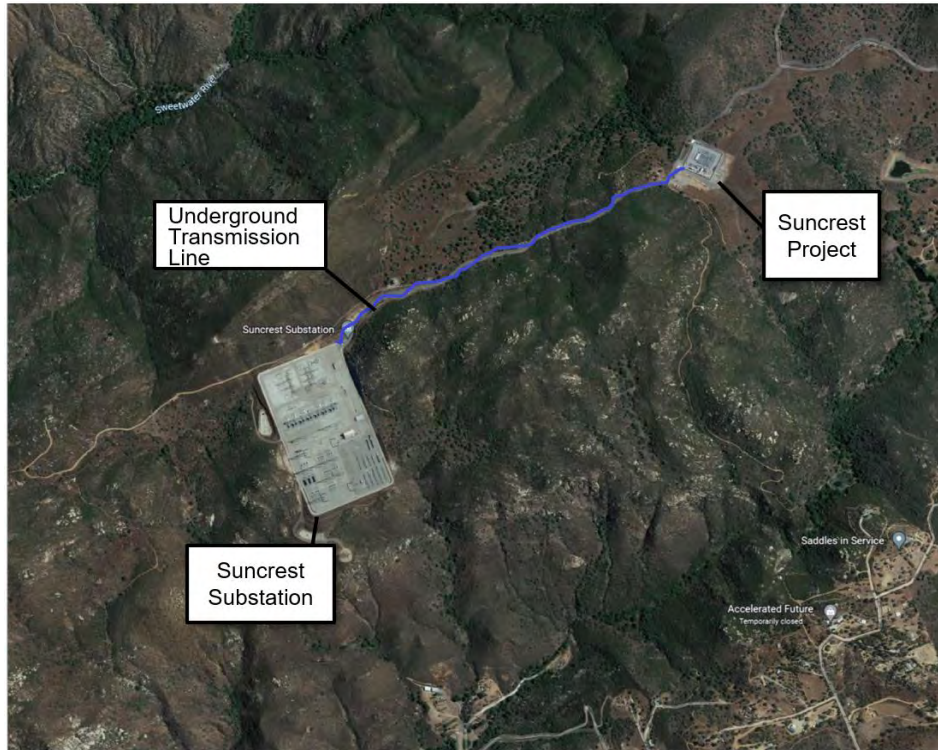 Sweetwater River
Underground
Transmission
Line
Suncrest
Project
Suncrest Substation
Suncrest
Substation
Saddles in Service
Accelerated Future
Temporarily closed